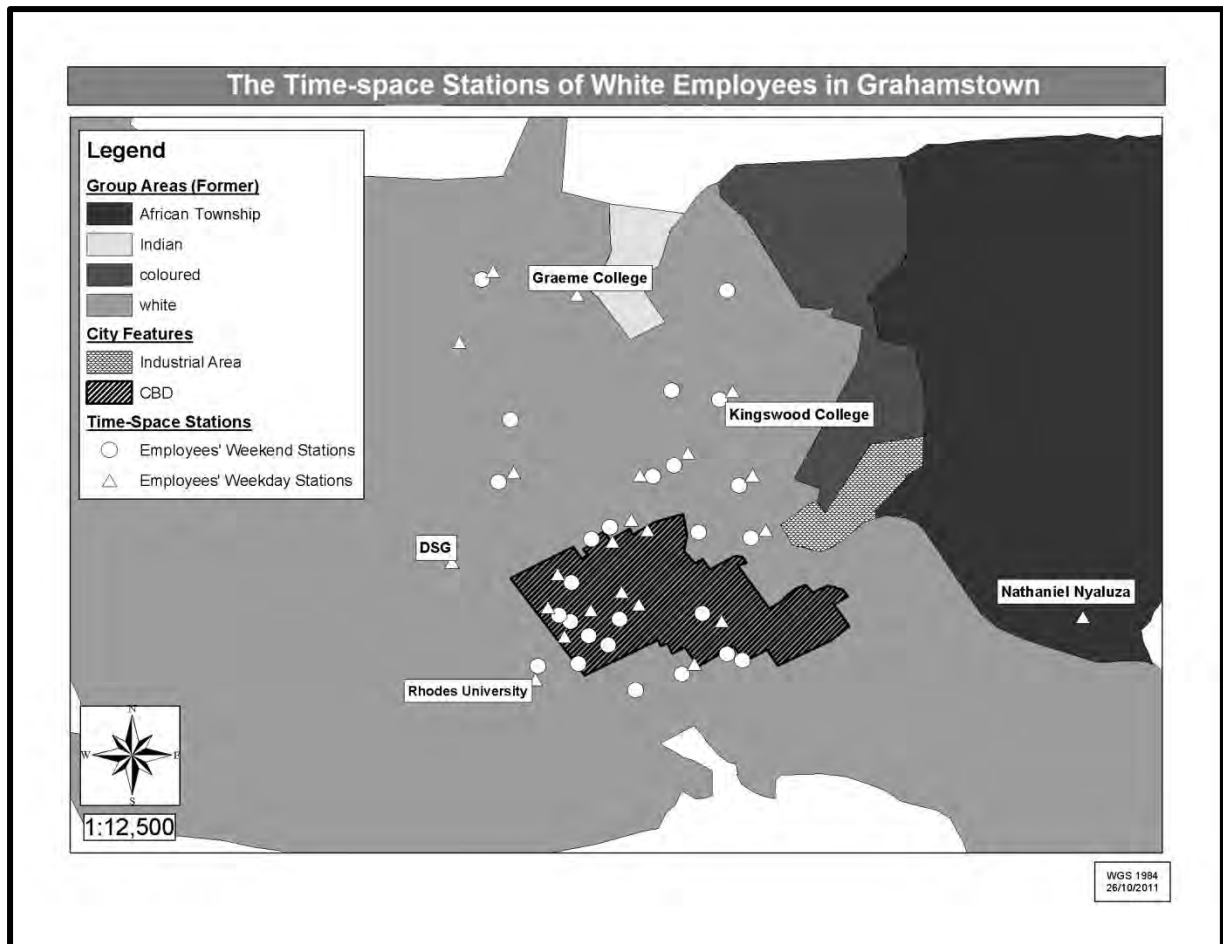 The Time-space Stations of White Employees in Grahamstown
Legend
Group Areas (Former)
African Township
Indian
coloured
white
City Features
Industrial Area
CBD
Time-Space Stations
Employees' Weekend Stations
Employees' Weekday Stations
Graeme College
Kingswood College
DSG
Nathaniel Nyaluza
Rhodes University
N
W E
S
1:12,500
WGS 1984
26/10/2011